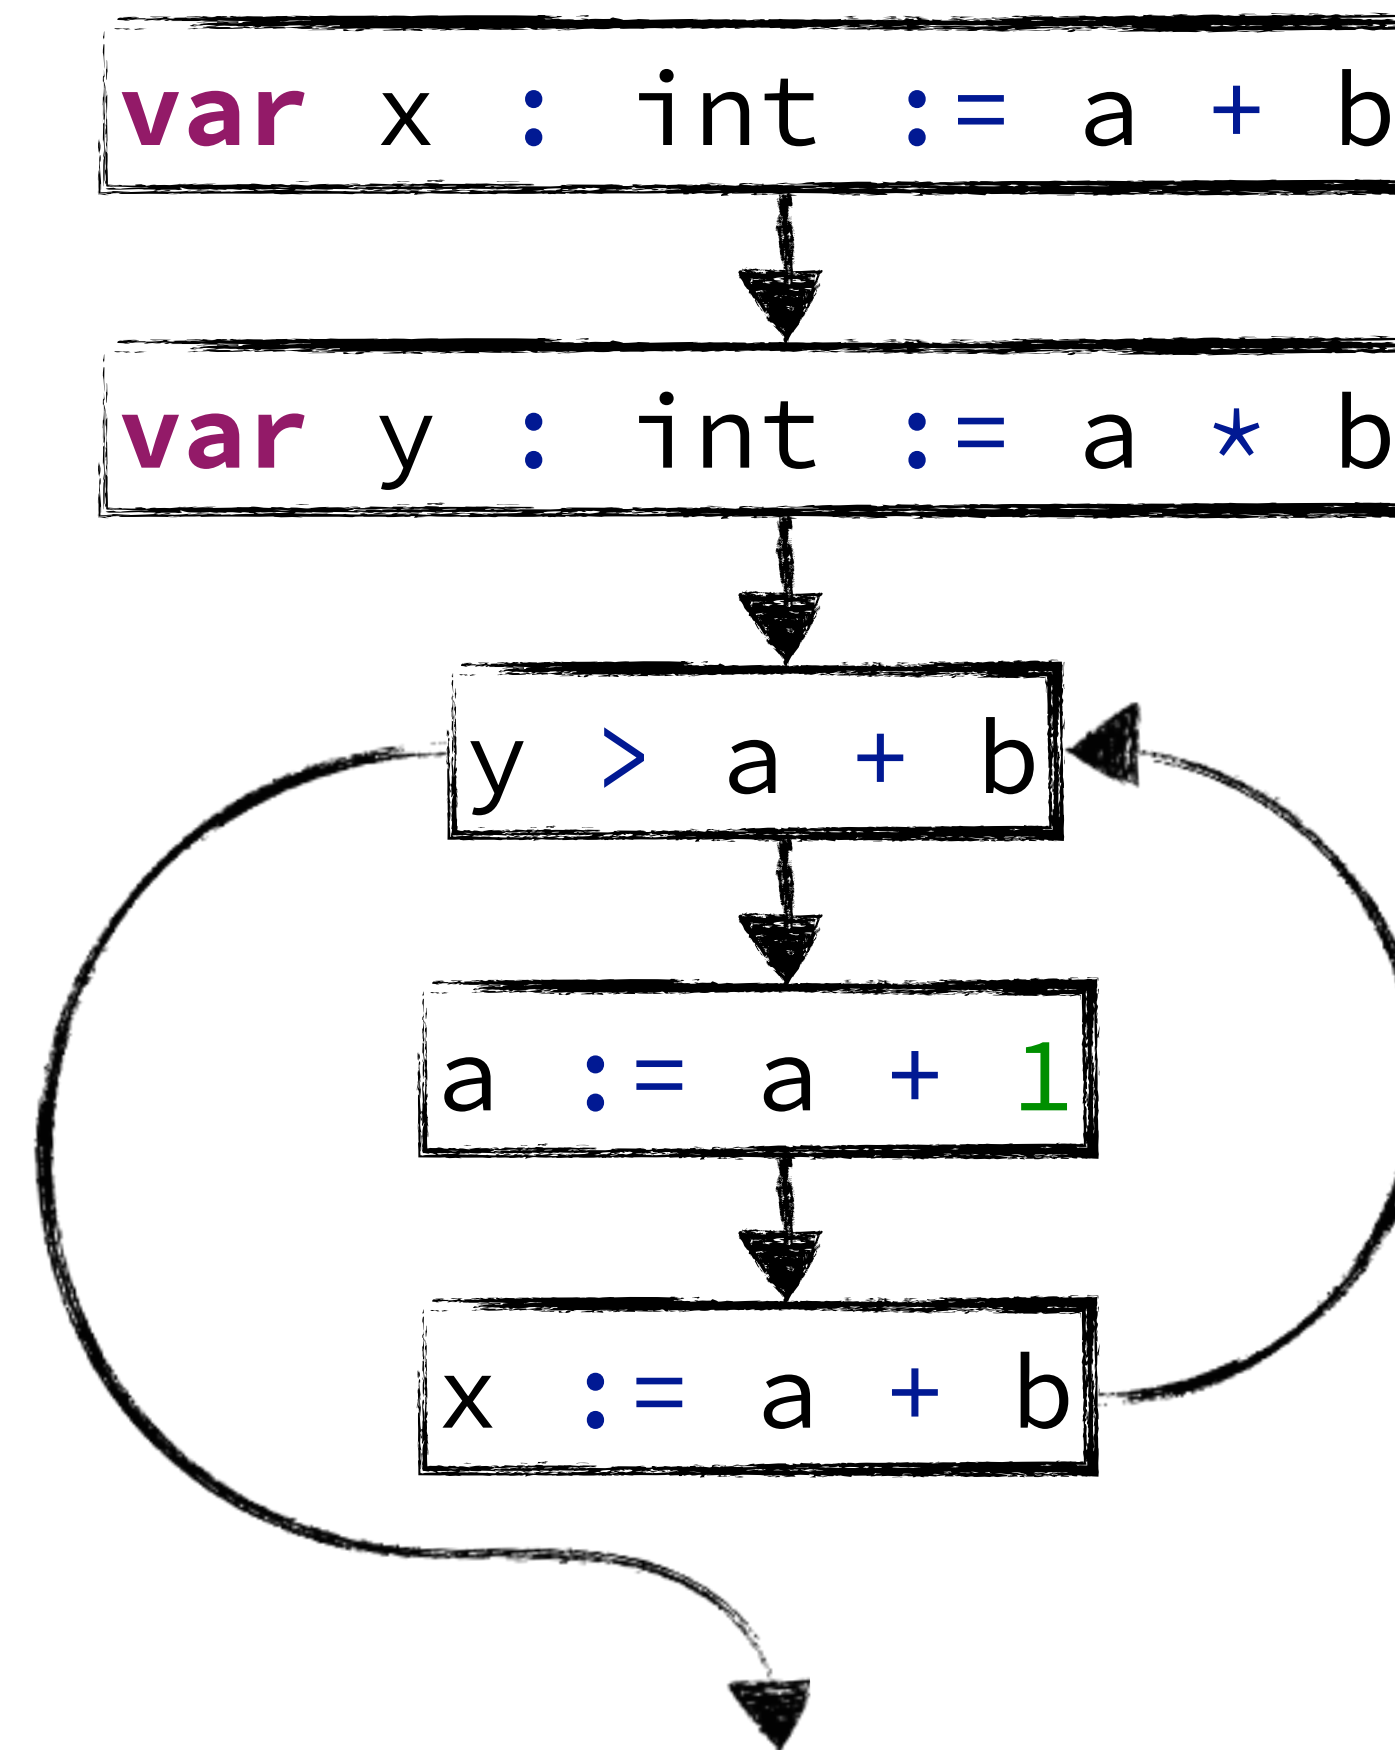 var x : int := a + b
var y : int := a * b
y > a + b
a := a + 1
x := a + b